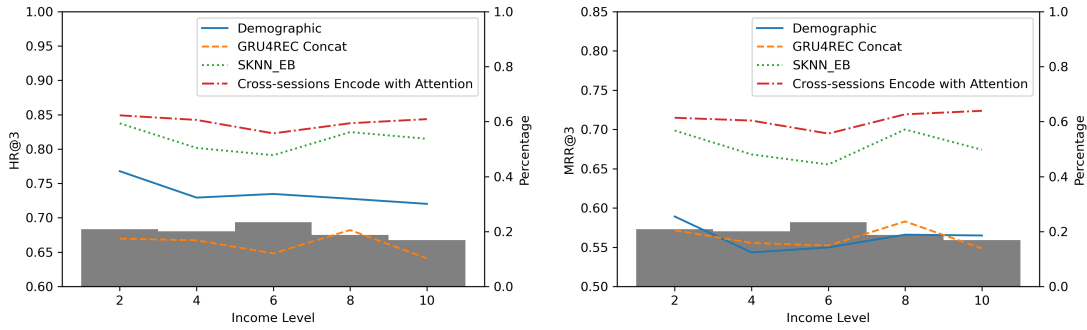 1.00
0.95
0.90
0.85
0.80
0.75
0.70
0.65
0.60
HR@3
2
4
6
8
10
Income Level
1.0
0.8
0.6
0.4
0.2
0.0
Percentage
Demographic
GRU4REC Concat
SKNN_EB
Cross-sessions Encode with Attention
0.85
0.80
0.75
0.70
0.65
0.60
0.55
0.50
MRR@3
2
4
6
8
10
Income Level
1.0
0.8
0.6
0.4
0.2
0.0
Percentage
Demographic
GRU4REC Concat
SKNN_EB
Cross-sessions Encode with Attention